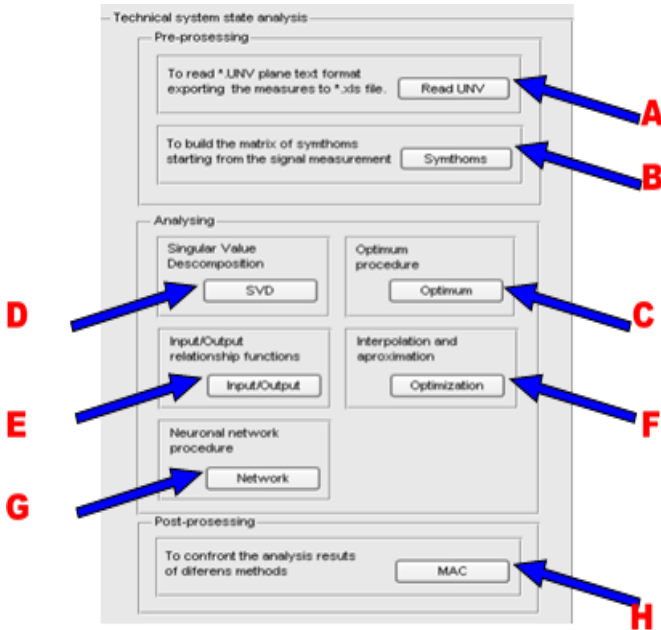 Technical system state analysis
Pre-prosessing
To read *.UNV plane text format
exporting the measures to *.xls file.
Read UNV
A
To build the matrix of symthoms
starting from the signal measurement
Symthoms
B
Analysing
Singular Value
Descomposition
SVD
D
Optimum
procedure
Optimum
C
Input/Output
relationship functions
Input/Output
E
Interpolation and
aproximation
Optimization
F
Neuronal network
procedure
Network
G
Post-prosessing
To confront the analysis resuts
of diferens methods
MAC
H